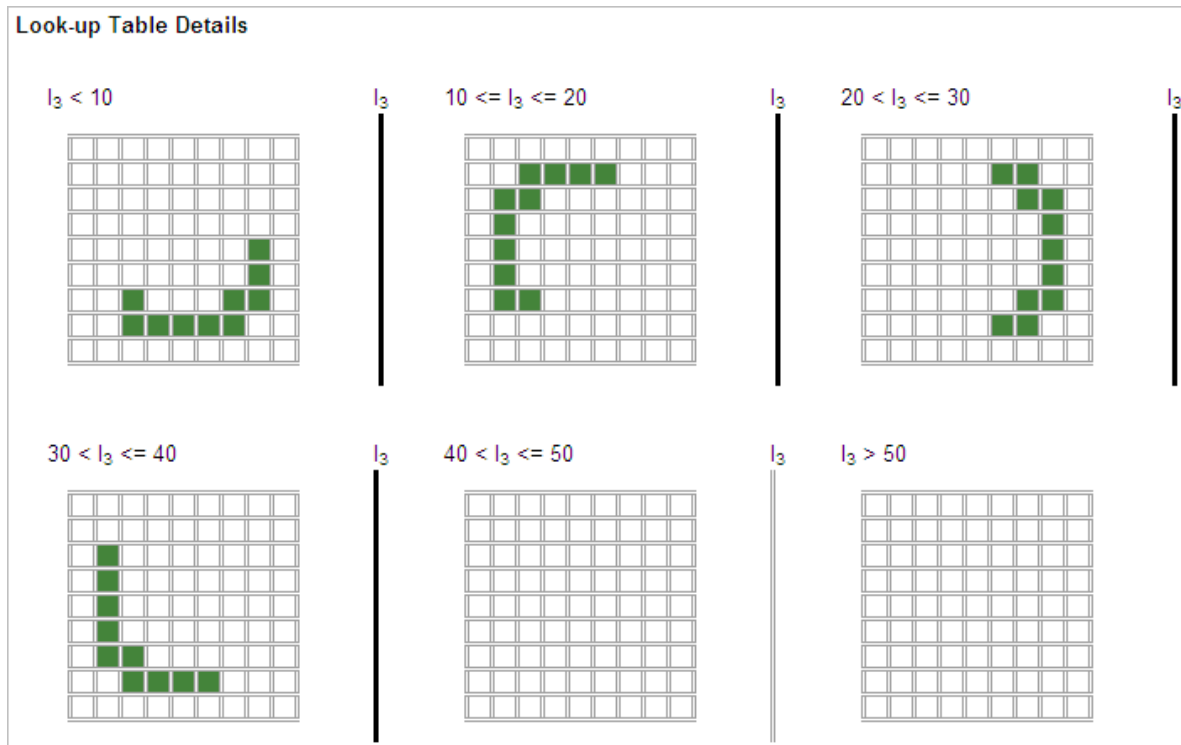 Look-up Table Details
I₃ < 10 I₃ 10 <= I₃ <= 20 I₃ 20 < I₃ <= 30 I₃
30 < I₃ <= 40 I₃ 40 < I₃ <= 50 I₃ I₃ > 50